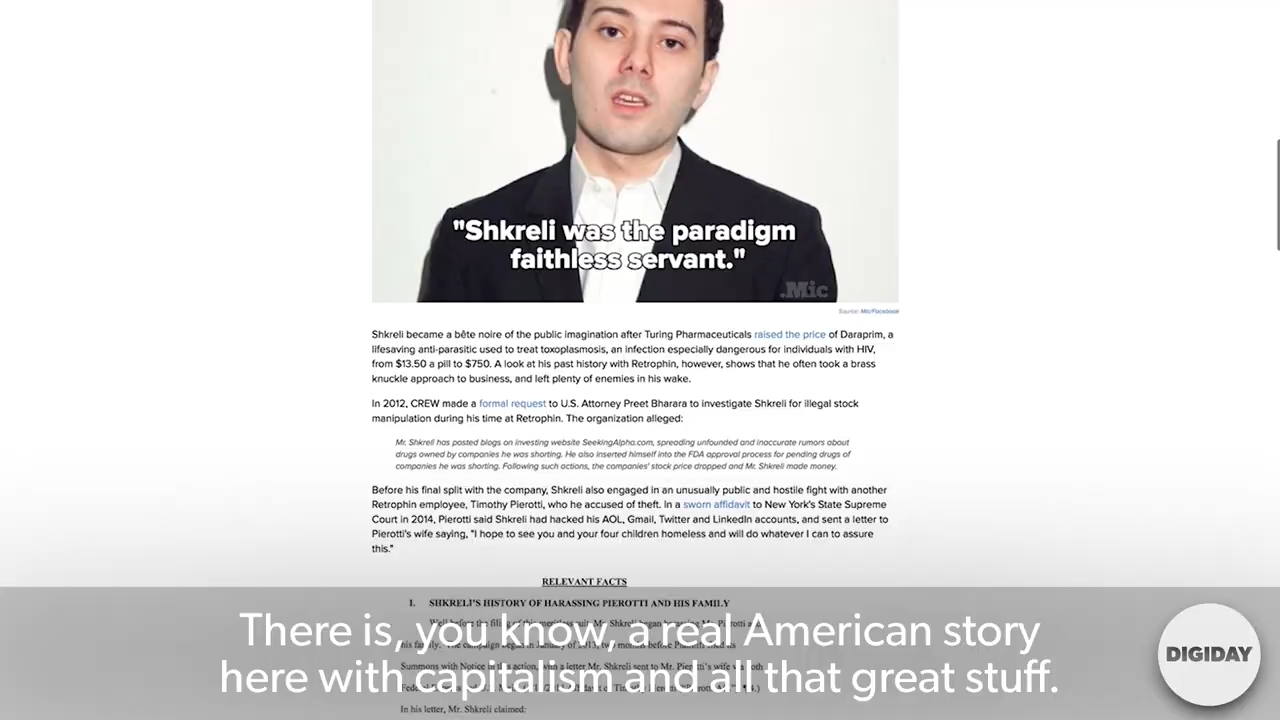 "Shkreli was the paradigm
faithless servant."
.Mic
Source: Mic/Facebook
Shkreli became a bête noire of the public imagination after Turing Pharmaceuticals raised the price of Daraprim, a
lifesaving anti-parasitic used to treat toxoplasmosis, an infection especially dangerous for individuals with HIV,
from $13.50 a pill to $750. A look at his past history with Retrophin, however, shows that he often took a brass
knuckle approach to business, and left plenty of enemies in his wake.
In 2012, CREW made a formal request to U.S. Attorney Preet Bharara to investigate Shkreli for illegal stock
manipulation during his time at Retrophin. The organization alleged:
Mr. Shkreli has posted blogs on investing website SeekingAlpha.com, spreading unfounded and inaccurate rumors about
drugs owned by companies he was shorting. He also inserted himself into the FDA approval process for pending drugs of
companies he was shorting. Following such actions, the companies' stock price dropped and Mr. Shkreli made money.
Before his final split with the company, Shkreli also engaged in an unusually public and hostile fight with another
Retrophin employee, Timothy Pierotti, who he accused of theft. In a sworn affidavit to New York's State Supreme
Court in 2014, Pierotti said Shkreli had hacked his AOL, Gmail, Twitter and LinkedIn accounts, and sent a letter to
Pierotti's wife saying, "I hope to see you and your four children homeless and will do whatever I can to assure
this."
RELEVANT FACTS
I. SHKRELI'S HISTORY OF HARASSING PIEROTTI AND HIS FAMILY
There is, you know, a real American story
here with capitalism and all that great stuff.
DIGIDAY
In his letter, Mr. Shkreli claimed: